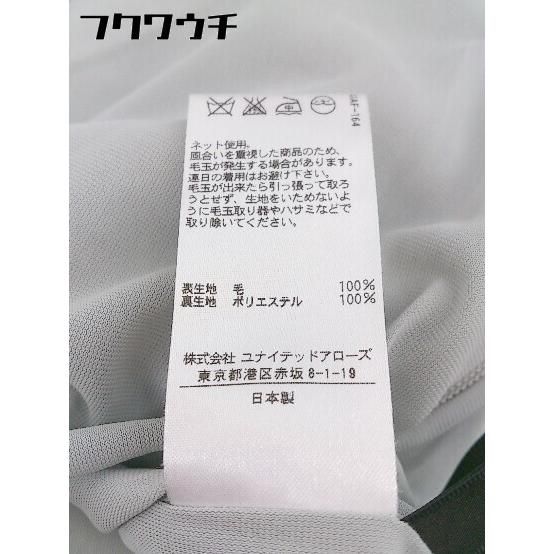 フクワウチ
UAF-164
ネット使用。
風合いを重視した商品のため、
毛玉が発生する場合があります。
連日の着用はお避け下さい。
毛玉が出来たら引っ張って取ろ
うとせず、生地をいためないよ
うに毛玉取り器やハサミなどで
取り除いてください。
表生地 毛 100%
裏生地 ポリエステル 100%
株式会社 ユナイテッドアローズ
東京都港区赤坂 8-1-19
日本製